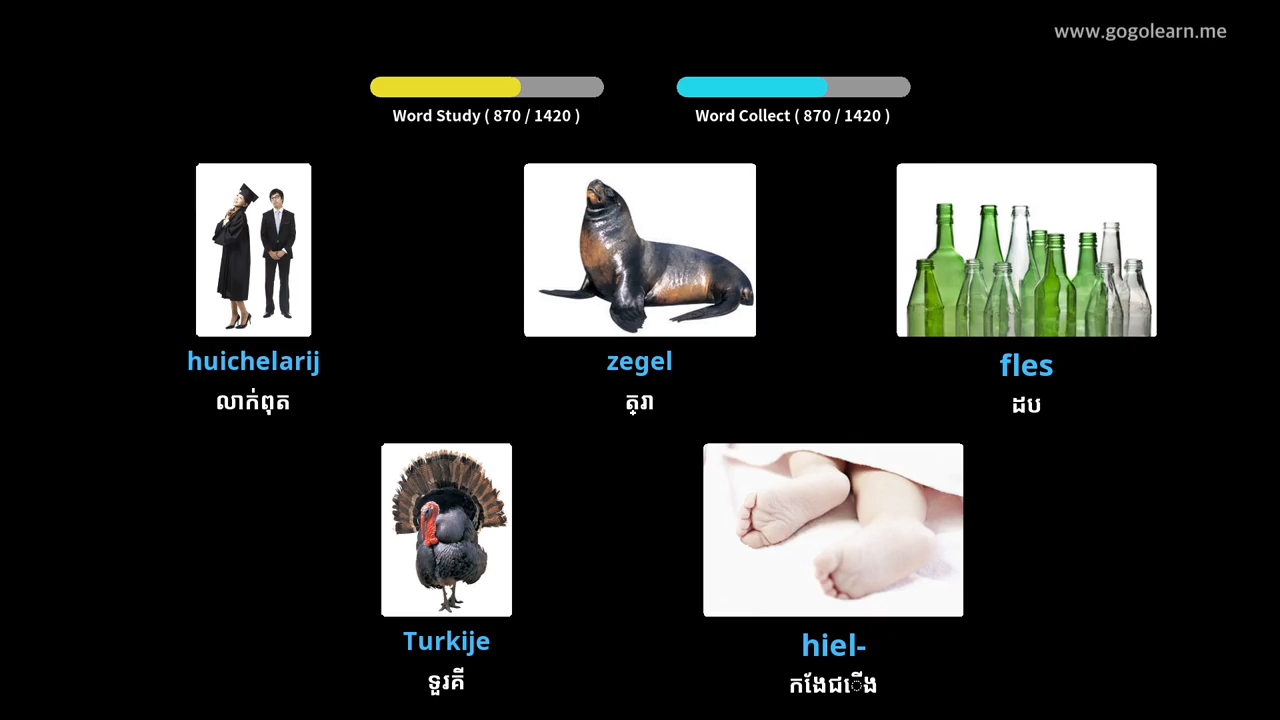 www.gogolearn.me
Word Study ( 870 / 1420 )
Word Collect ( 870 / 1420 )
huichelarij
លាក់ពុត
zegel
ត្រា
fles
ដប
Turkije
ទួរគី
hiel-
កងែជើង